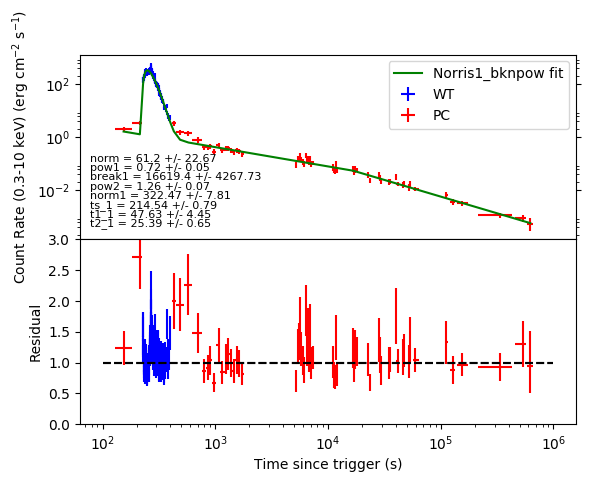 Norris1_bknpow fit
WT
PC
norm = 61.2 +/- 22.67
pow1 = 0.72 +/- 0.05
break1 = 16619.4 +/- 4267.73
pow2 = 1.26 +/- 0.07
norm1 = 322.47 +/- 7.81
ts_1 = 214.54 +/- 0.79
t1_1 = 47.63 +/- 4.45
t2_1 = 25.39 +/- 0.65
Count Rate (0.3-10 keV) (erg cm⁻² s⁻¹)
10²
10⁰
10⁻²
Residual
3.0
2.5
2.0
1.5
1.0
0.5
0.0
10² 10³ 10⁴ 10⁵ 10⁶
Time since trigger (s)